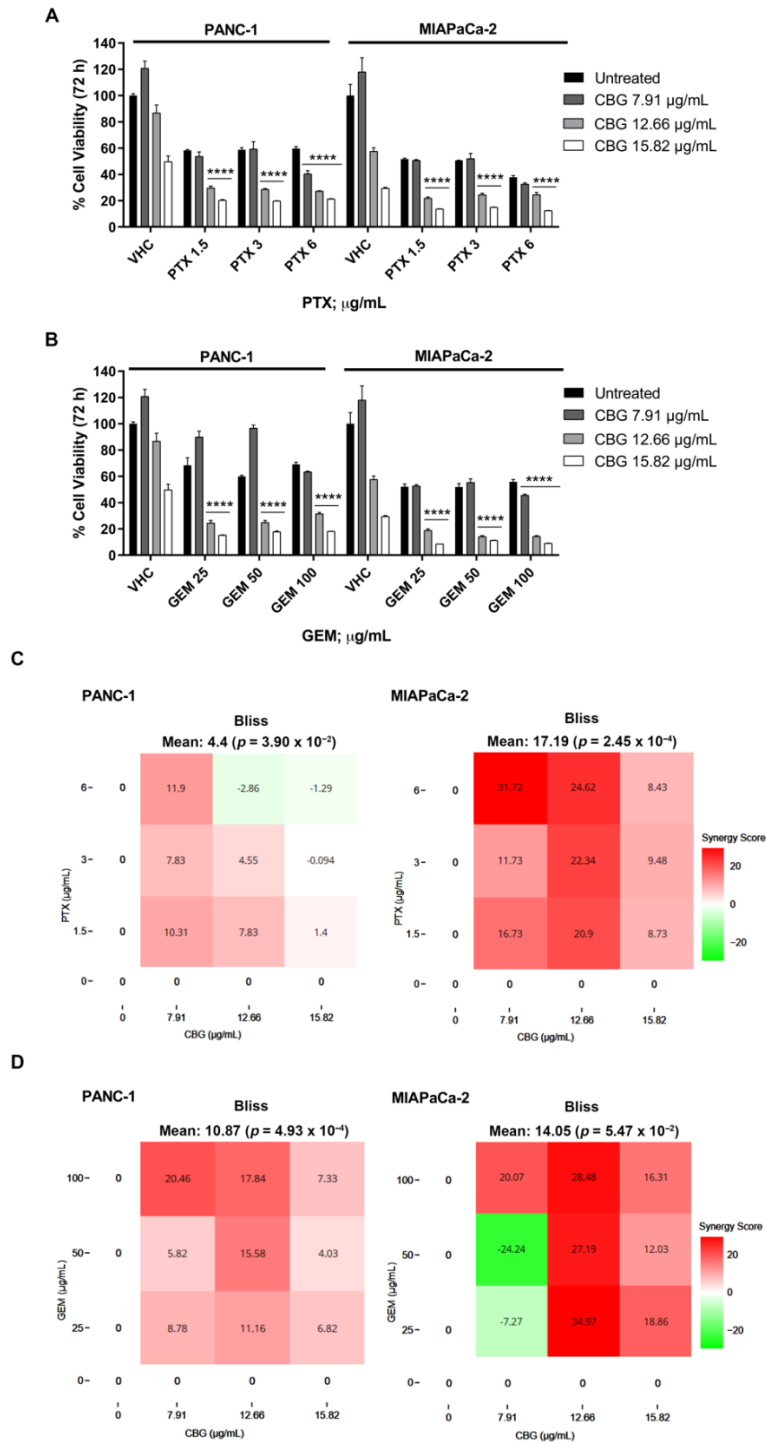 A
PANC-1 MIAPaCa-2
% Cell Viability (72 h)
140
120
100
80
60
40
20
0
**** **** **** **** **** ****
Untreated
CBG 7.91 µg/mL
CBG 12.66 µg/mL
CBG 15.82 µg/mL
VHC PTX 1.5 PTX 3 PTX 6 VHC PTX 1.5 PTX 3 PTX 6
PTX; µg/mL
B
PANC-1 MIAPaCa-2
% Cell Viability (72 h)
140
120
100
80
60
40
20
0
**** **** **** **** **** ****
Untreated
CBG 7.91 µg/mL
CBG 12.66 µg/mL
CBG 15.82 µg/mL
VHC GEM 25 GEM 50 GEM 100 VHC GEM 25 GEM 50 GEM 100
GEM; µg/mL
C
PANC-1
Bliss
Mean: 4.4 (p = 3.90 x 10⁻²)
PTX (µg/mL)
6 0 11.9 -2.86 -1.29
3 0 7.83 4.55 -0.094
1.5 0 10.31 7.83 1.4
0 0 0 0 0
0 7.91 12.66 15.82
CBG (µg/mL)
MIAPaCa-2
Bliss
Mean: 17.19 (p = 2.45 x 10⁻⁴)
PTX (µg/mL)
6 0 31.72 24.62 8.43
3 0 11.73 22.34 9.48
1.5 0 16.73 20.9 8.73
0 0 0 0 0
0 7.91 12.66 15.82
CBG (µg/mL)
Synergy Score
20
10
0
−10
−20
D
PANC-1
Bliss
Mean: 10.87 (p = 4.93 x 10⁻⁴)
GEM (µg/mL)
100 0 20.46 17.84 7.33
50 0 5.82 15.58 4.03
25 0 8.78 11.16 6.82
0 0 0 0 0
0 7.91 12.66 15.82
CBG (µg/mL)
MIAPaCa-2
Bliss
Mean: 14.05 (p = 5.47 x 10⁻²)
GEM (µg/mL)
100 0 20.07 28.48 16.31
50 0 -24.24 27.19 12.03
25 0 -7.27 34.97 18.86
0 0 0 0 0
0 7.91 12.66 15.82
CBG (µg/mL)
Synergy Score
20
10
0
−10
−20